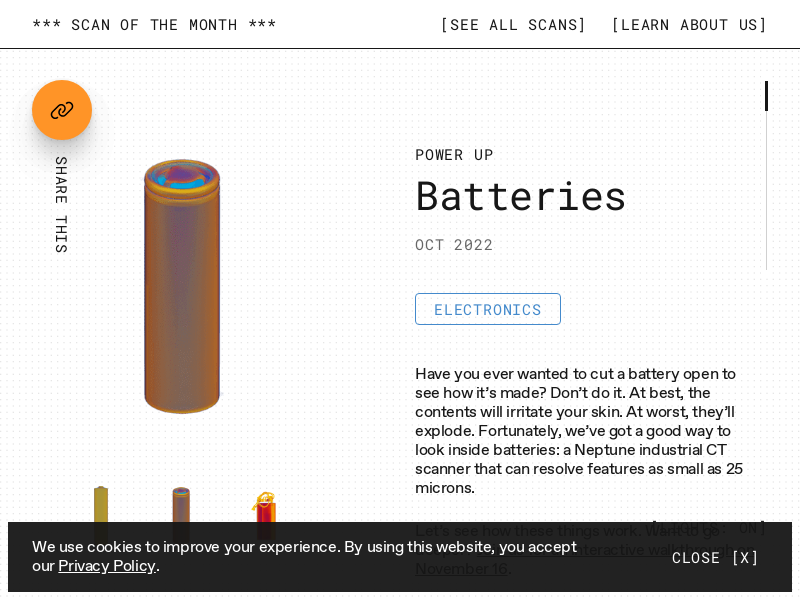 *** SCAN OF THE MONTH ***
[SEE ALL SCANS]
[LEARN ABOUT US]
SHARE THIS
POWER UP
Batteries
OCT 2022
ELECTRONICS
Have you ever wanted to cut a battery open to
see how it’s made? Don’t do it. At best, the
contents will irritate your skin. At worst, they’ll
explode. Fortunately, we’ve got a good way to
look inside batteries: a Neptune industrial CT
scanner that can resolve features as small as 25
microns.
Let’s see how these things work. Want to go
interactive walkthrough
November 16.
ON]
We use cookies to improve your experience. By using this website, you accept
our Privacy Policy.
CLOSE [X]